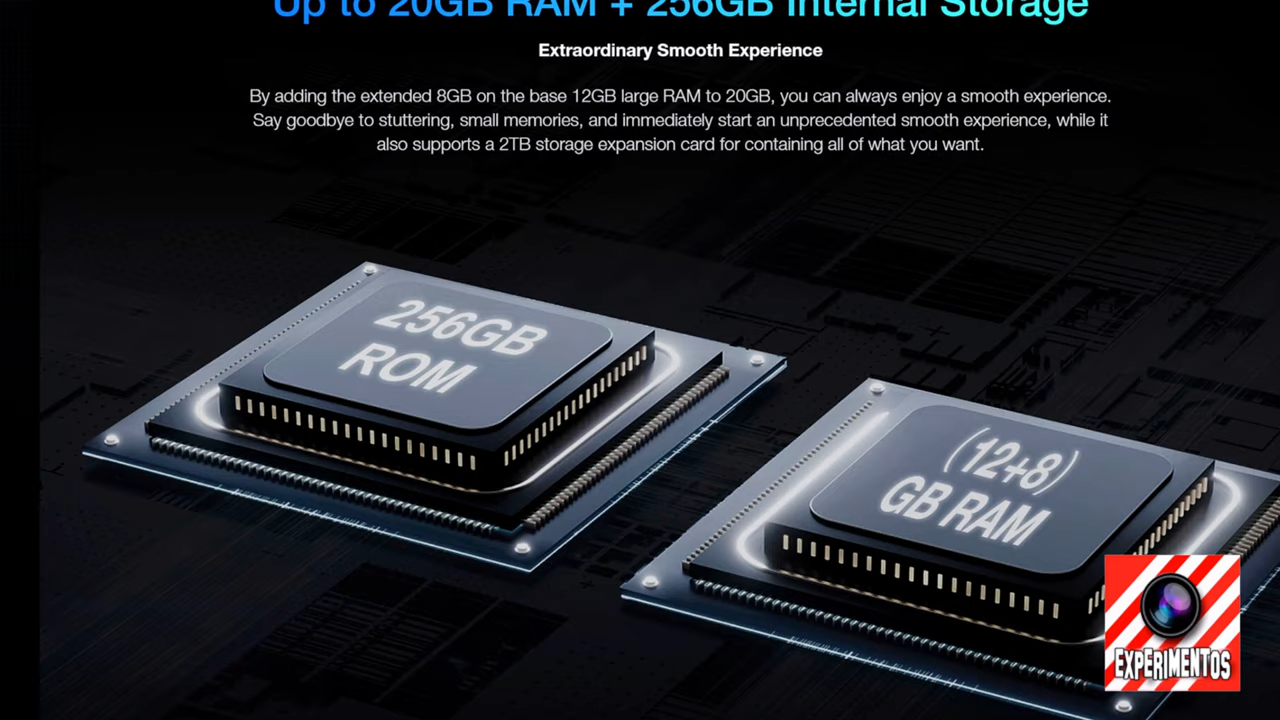 Up to 20GB RAM + 256GB Internal Storage
Extraordinary Smooth Experience
By adding the extended 8GB on the base 12GB large RAM to 20GB, you can always enjoy a smooth experience.
Say goodbye to stuttering, small memories, and immediately start an unprecedented smooth experience, while it
also supports a 2TB storage expansion card for containing all of what you want.
256GB
ROM
(12+8)
GB RAM
EXPERIMENTOS